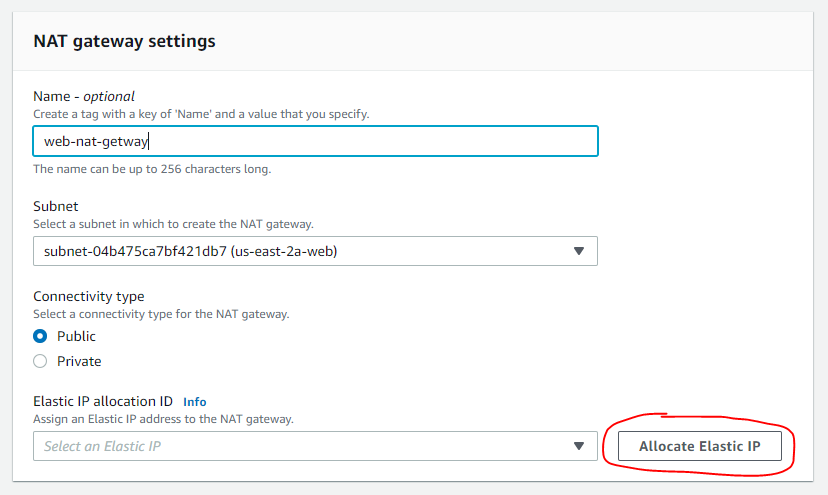 NAT gateway settings
Name - optional
Create a tag with a key of 'Name' and a value that you specify.
web-nat-getway
The name can be up to 256 characters long.
Subnet
Select a subnet in which to create the NAT gateway.
subnet-04b475ca7bf421db7 (us-east-2a-web)
Connectivity type
Select a connectivity type for the NAT gateway.
Public
Private
Elastic IP allocation ID Info
Assign an Elastic IP address to the NAT gateway.
Select an Elastic IP
Allocate Elastic IP